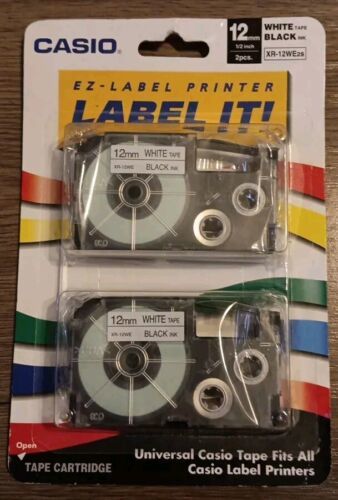 CASIO
12mm
1/2 inch
2pcs.
WHITE TAPE
BLACK INK
XR-12WE2S
EZ-LABEL PRINTER
LABEL IT!
12mm WHITE TAPE
XR-12WE BLACK INK
12mm WHITE TAPE
XR-12WE BLACK INK
Open
TAPE CARTRIDGE
Universal Casio Tape Fits All
Casio Label Printers